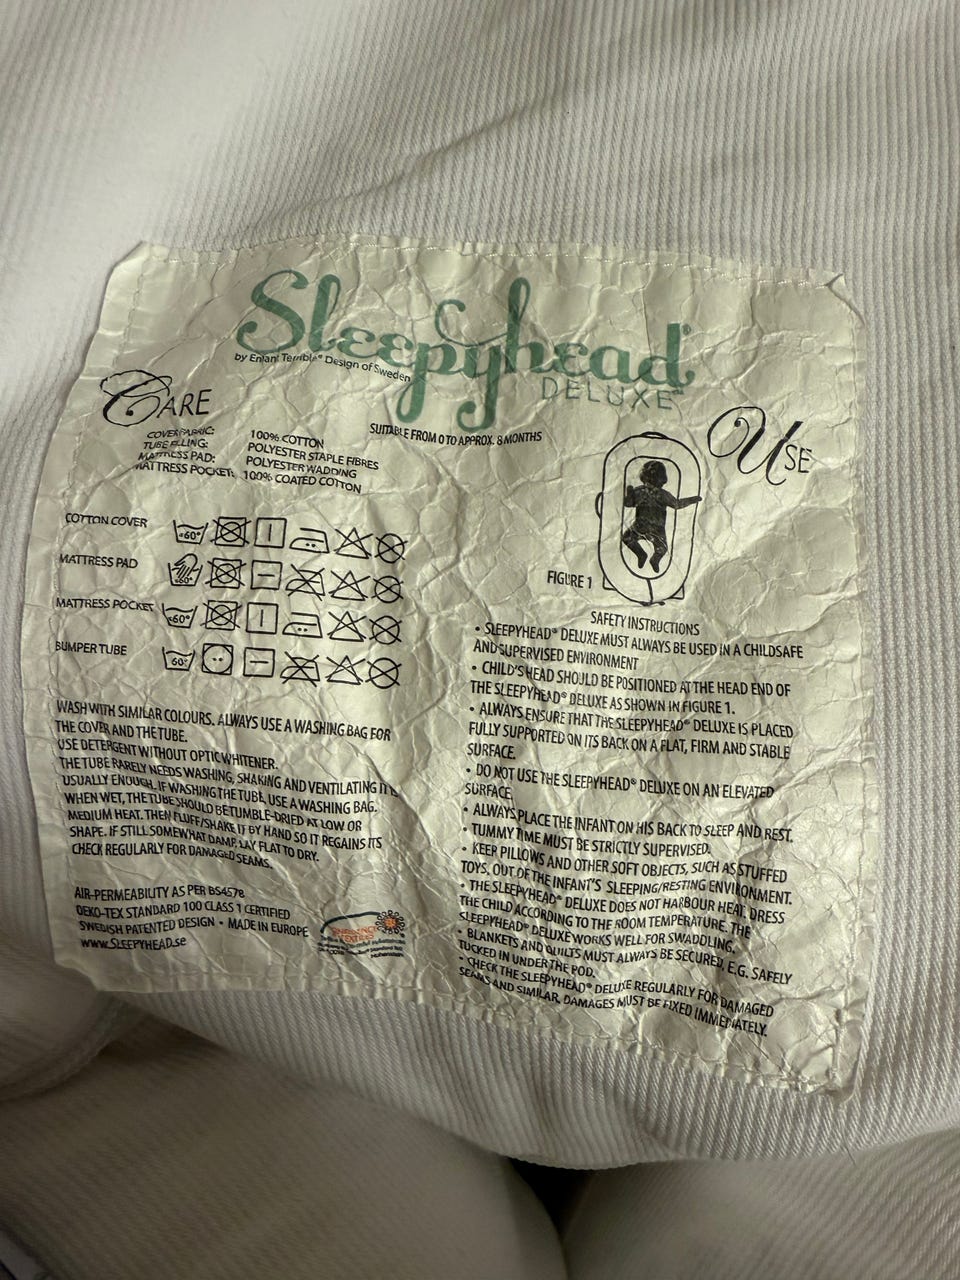 Sleepyhead®
by Enfant Terrible® Design of Sweden
DELUXE
CARE
SUITABLE FROM 0 TO APPROX. 8 MONTHS
COVER FABRIC: 100% COTTON
TUBE FILLING: POLYESTER STAPLE FIBRES
MATTRESS PAD: POLYESTER WADDING
MATTRESS POCKET: 100% COATED COTTON
COTTON COVER
60°
MATTRESS PAD
60°
MATTRESS POCKET
60°
BUMPER TUBE
60°
WASH WITH SIMILAR COLOURS. ALWAYS USE A WASHING BAG FOR
THE COVER AND THE TUBE.
USE DETERGENT WITHOUT OPTIC WHITENER.
THE TUBE RARELY NEEDS WASHING, SHAKING AND VENTILATING IT IS
USUALLY ENOUGH. IF WASHING THE TUBE, USE A WASHING BAG.
WHEN WET, THE TUBE SHOULD BE TUMBLE-DRIED AT LOW OR
MEDIUM HEAT. THEN FLUFF/SHAKE IT BY HAND SO IT REGAINS ITS
SHAPE. IF STILL SOMEWHAT DAMP, LAY FLAT TO DRY.
CHECK REGULARLY FOR DAMAGED SEAMS.
AIR-PERMEABILITY AS PER BS4578
OEKO-TEX STANDARD 100 CLASS 1 CERTIFIED
SWEDISH PATENTED DESIGN • MADE IN EUROPE
www.SLEEPYHEAD.se
USE
FIGURE 1
SAFETY INSTRUCTIONS
• SLEEPYHEAD® DELUXE MUST ALWAYS BE USED IN A CHILDSAFE
AND SUPERVISED ENVIRONMENT
• CHILD'S HEAD SHOULD BE POSITIONED AT THE HEAD END OF
THE SLEEPYHEAD® DELUXE AS SHOWN IN FIGURE 1.
• ALWAYS ENSURE THAT THE SLEEPYHEAD® DELUXE IS PLACED
FULLY SUPPORTED ON ITS BACK ON A FLAT, FIRM AND STABLE
SURFACE.
• DO NOT USE THE SLEEPYHEAD® DELUXE ON AN ELEVATED
SURFACE.
• ALWAYS PLACE THE INFANT ON HIS BACK TO SLEEP AND REST.
• TUMMY TIME MUST BE STRICTLY SUPERVISED.
• KEEP PILLOWS AND OTHER SOFT OBJECTS, SUCH AS STUFFED
TOYS, OUT OF THE INFANT'S SLEEPING/RESTING ENVIRONMENT.
• THE SLEEPYHEAD® DELUXE DOES NOT HARBOUR HEAT, DRESS
THE CHILD ACCORDING TO THE ROOM TEMPERATURE. THE
SLEEPYHEAD® DELUXE WORKS WELL FOR SWADDLING.
• BLANKETS AND QUILTS MUST ALWAYS BE SECURED, E.G. SAFELY
TUCKED IN UNDER THE POD.
• CHECK THE SLEEPYHEAD® DELUXE REGULARLY FOR DAMAGED
SEAMS AND SIMILAR, DAMAGES MUST BE FIXED IMMEDIATELY.